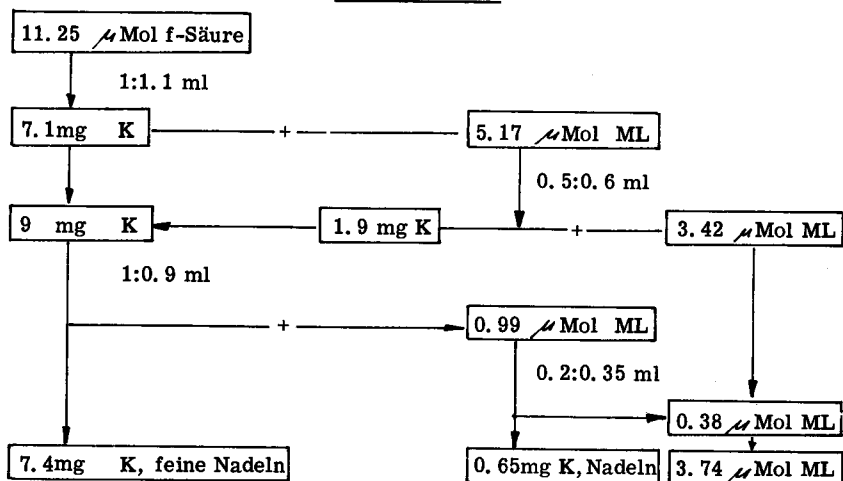 11.25 μMol f-Säure
1:1.1 ml
7.1mg K + 5.17 μMol ML
0.5:0.6 ml
9 mg K 1.9 mg K + 3.42 μMol ML
1:0.9 ml
+ 0.99 μMol ML
0.2:0.35 ml
0.38 μMol ML
7.4mg K, feine Nadeln 0.65mg K, Nadeln 3.74 μMol ML